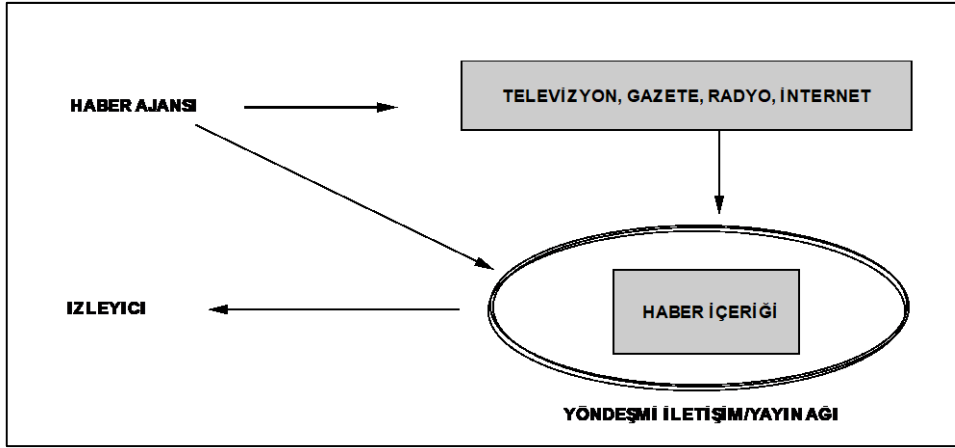 HABER AJANSI
TELEVİZYON, GAZETE, RADYO, İNTERNET
IZLEYICI
HABER İÇERİĞİ
YÖNDEŞMİ İLETİŞİM/YAYIN AĞI